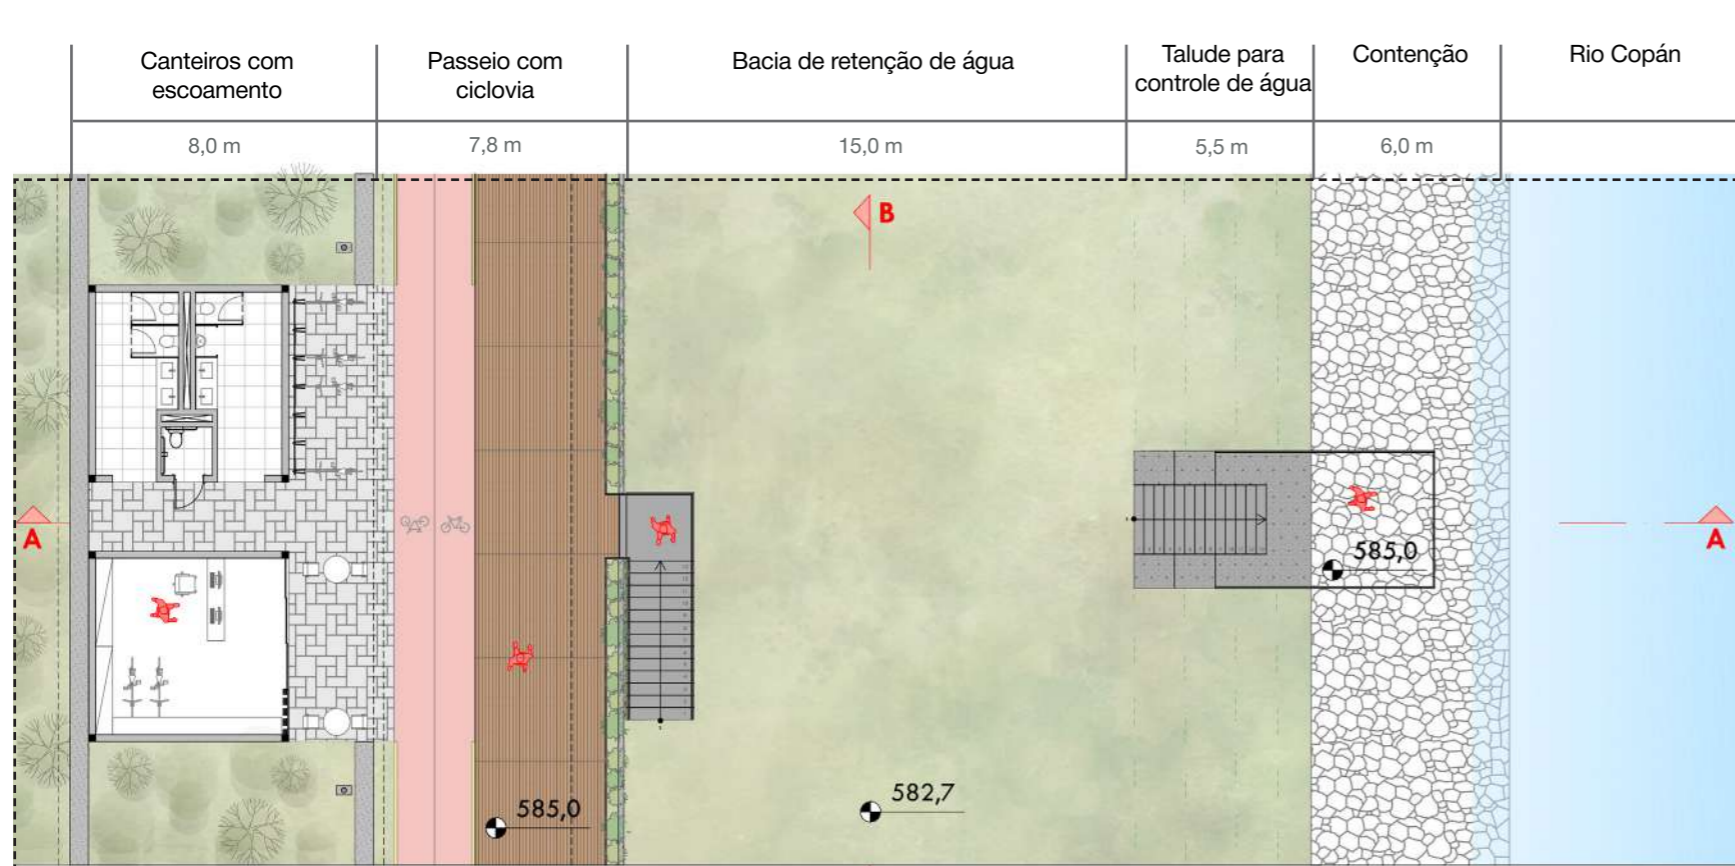 Canteiros com
escoamento
Passeio com
ciclovia
Bacia de retenção de água
Talude para
controle de água
Contenção
Rio Copán
8,0 m
7,8 m
15,0 m
5,5 m
6,0 m
B
A
A
585,0
585,0
582,7